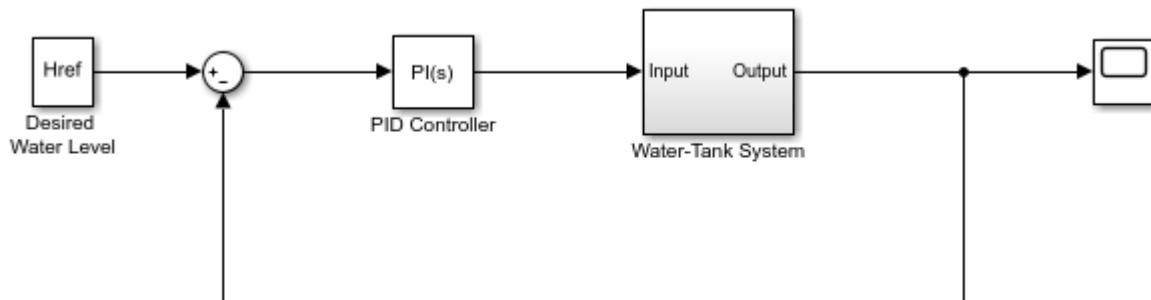 Href
+
−
PI(s)
Input
Output
Desired
Water Level
PID Controller
Water-Tank System